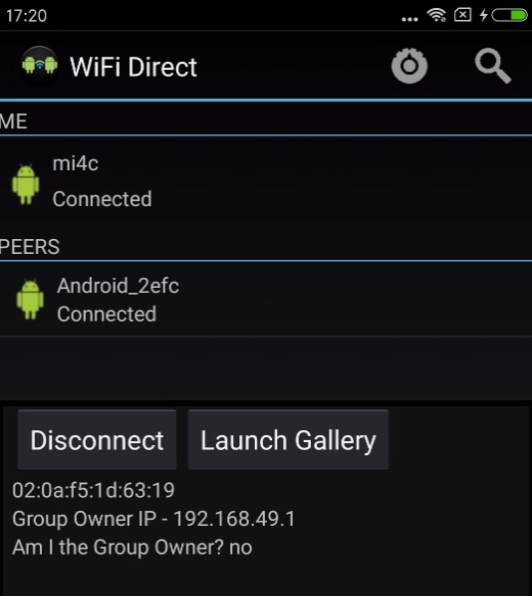 17:20
WiFi Direct
ME
mi4c
Connected
PEERS
Android_2efc
Connected
Disconnect
Launch Gallery
02:0a:f5:1d:63:19
Group Owner IP - 192.168.49.1
Am I the Group Owner? no